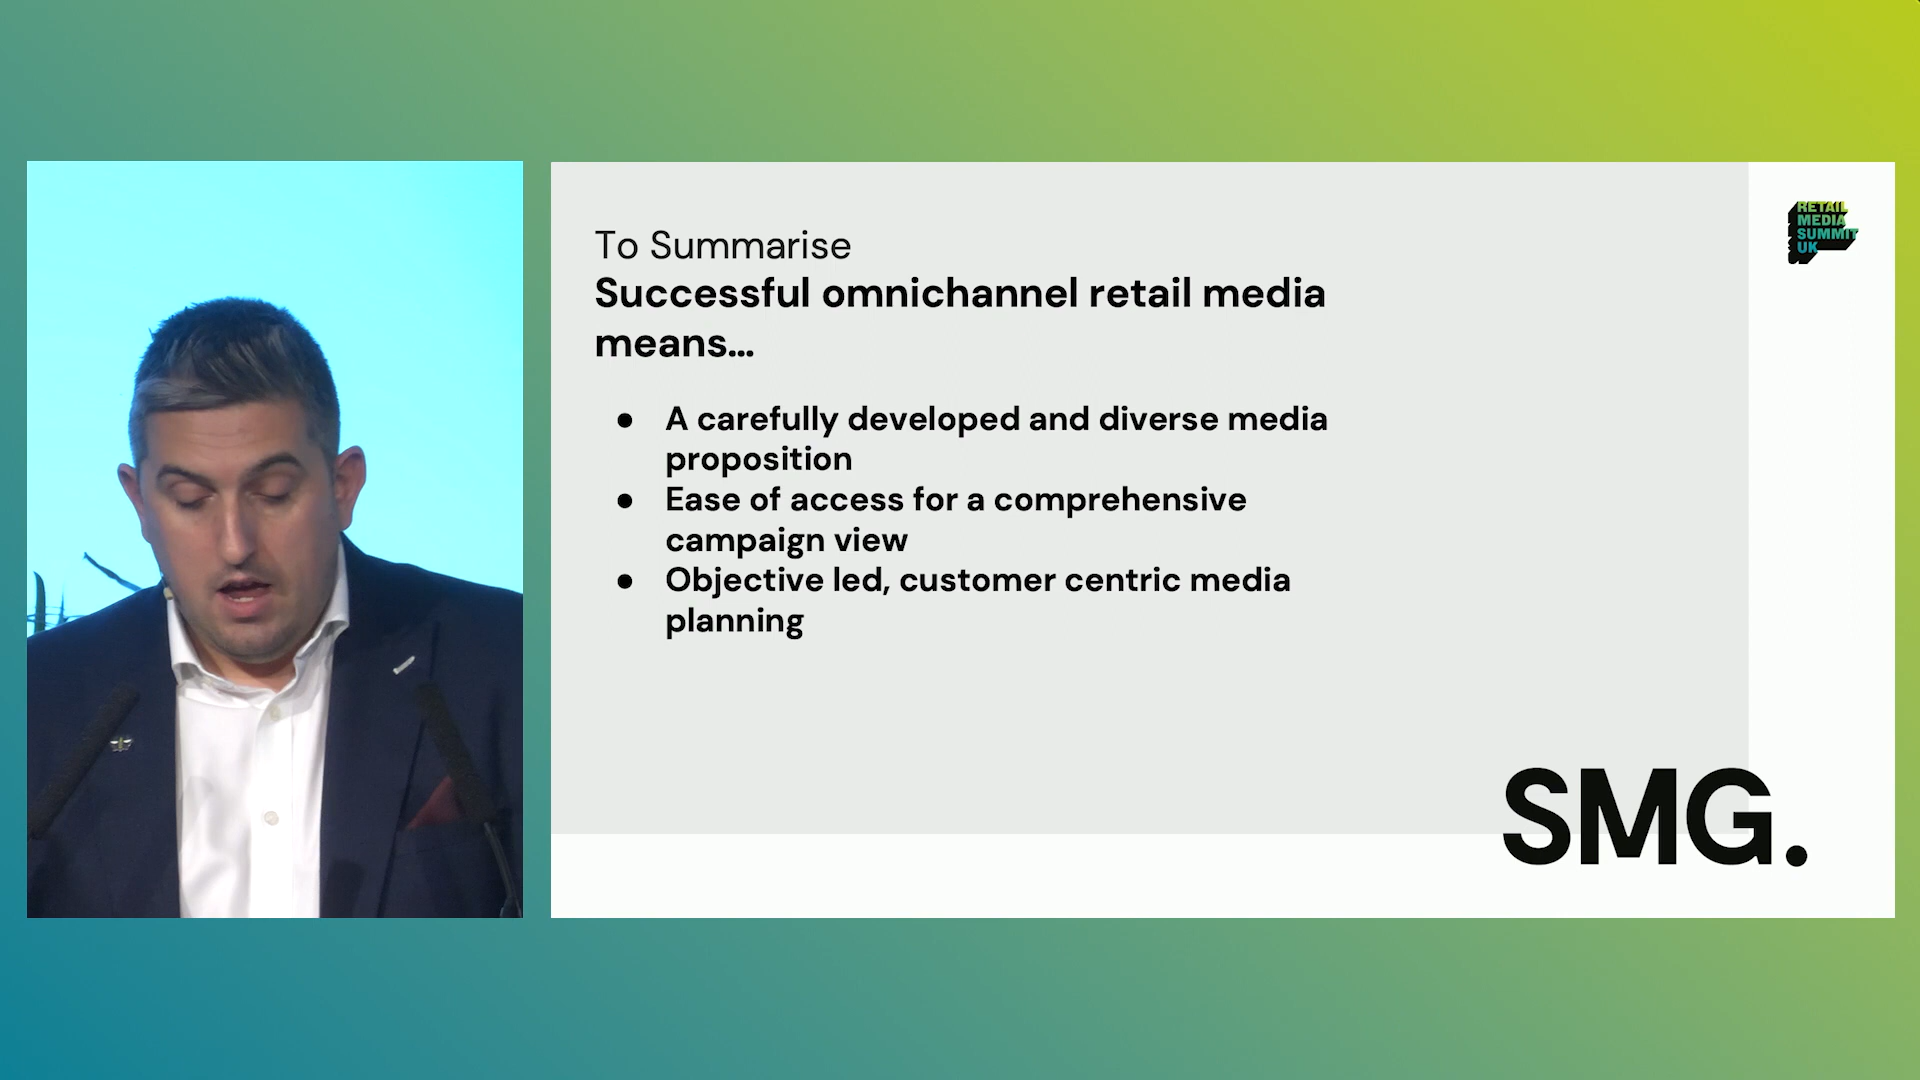 To Summarise
Successful omnichannel retail media
means...
● A carefully developed and diverse media
proposition
● Ease of access for a comprehensive
campaign view
● Objective led, customer centric media
planning
RETAIL
MEDIA
SUMMIT
UK
SMG.